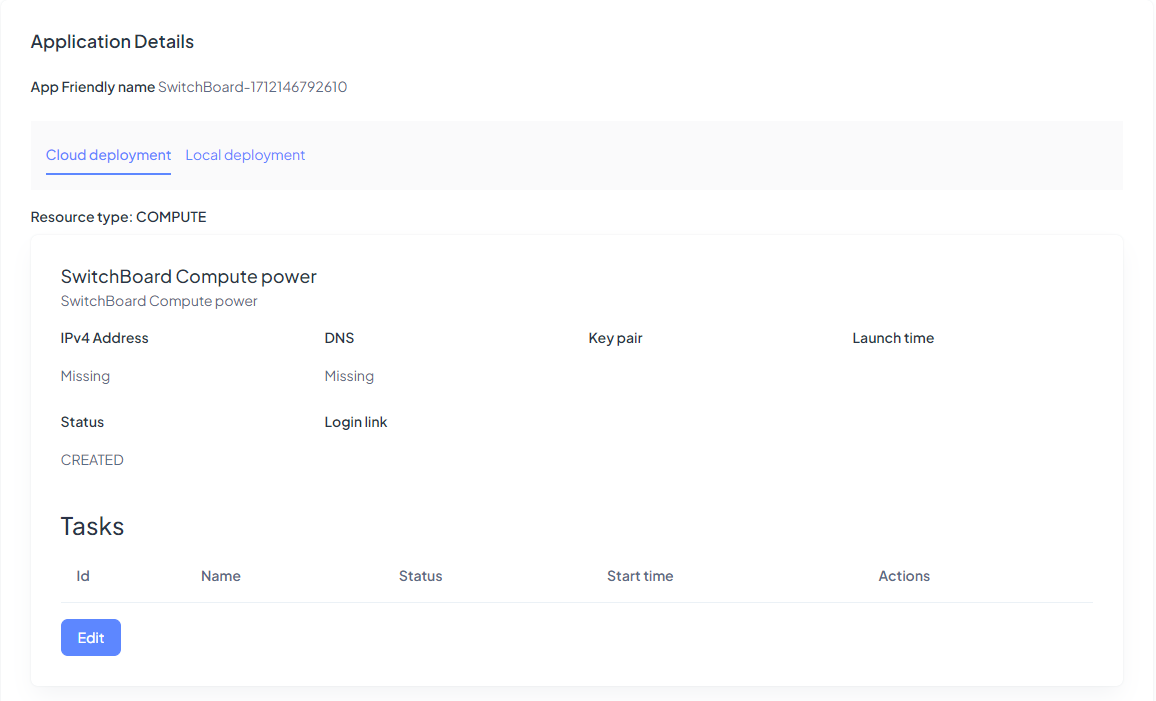 Application Details
App Friendly name SwitchBoard-1712146792610
Cloud deployment Local deployment
Resource type: COMPUTE
SwitchBoard Compute power
SwitchBoard Compute power
IPv4 Address DNS Key pair Launch time
Missing Missing
Status Login link
CREATED
Tasks
Id Name Status Start time Actions
Edit